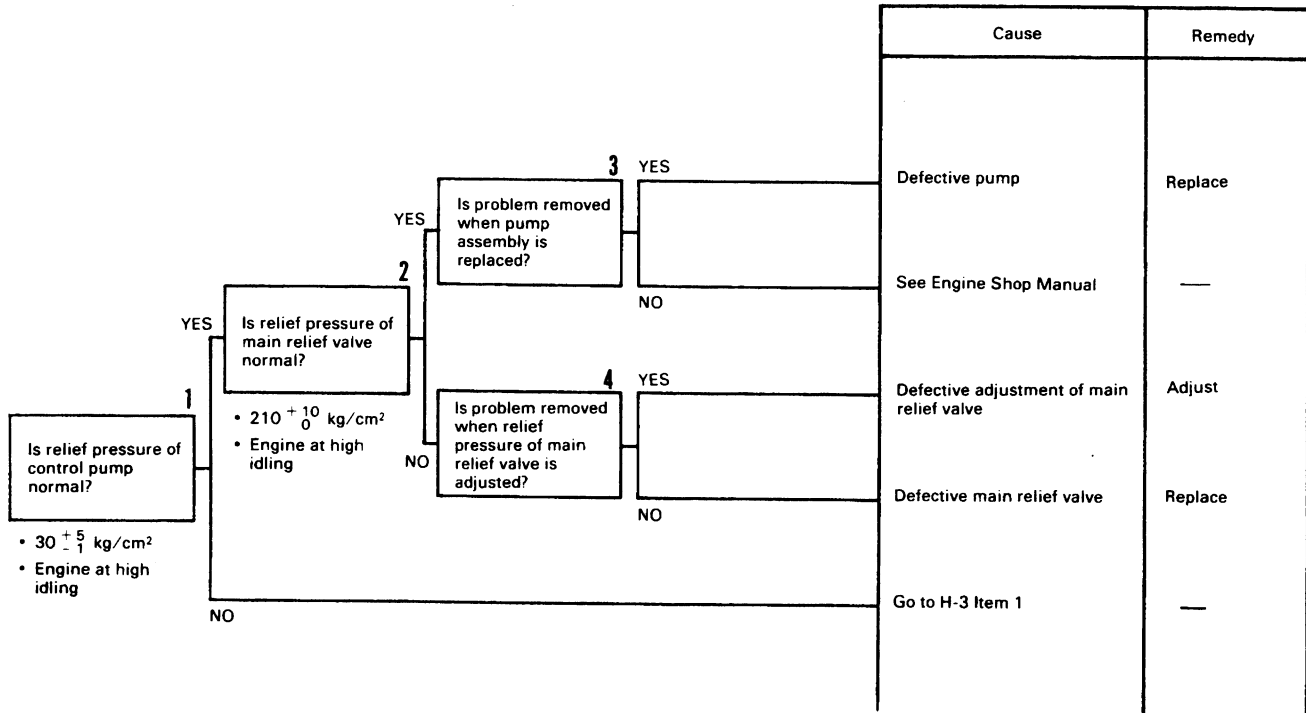 Cause
Remedy
1
Is relief pressure of
control pump
normal?
• 30 +5 -1 kg/cm²
• Engine at high
idling
YES
NO
2
Is relief pressure of
main relief valve
normal?
• 210 +10 0 kg/cm²
• Engine at high
idling
YES
NO
3
Is problem removed
when pump
assembly is
replaced?
YES
NO
4
Is problem removed
when relief
pressure of main
relief valve is
adjusted?
YES
NO
Defective pump
Replace
See Engine Shop Manual
—
Defective adjustment of main
relief valve
Adjust
Defective main relief valve
Replace
Go to H-3 Item 1
—